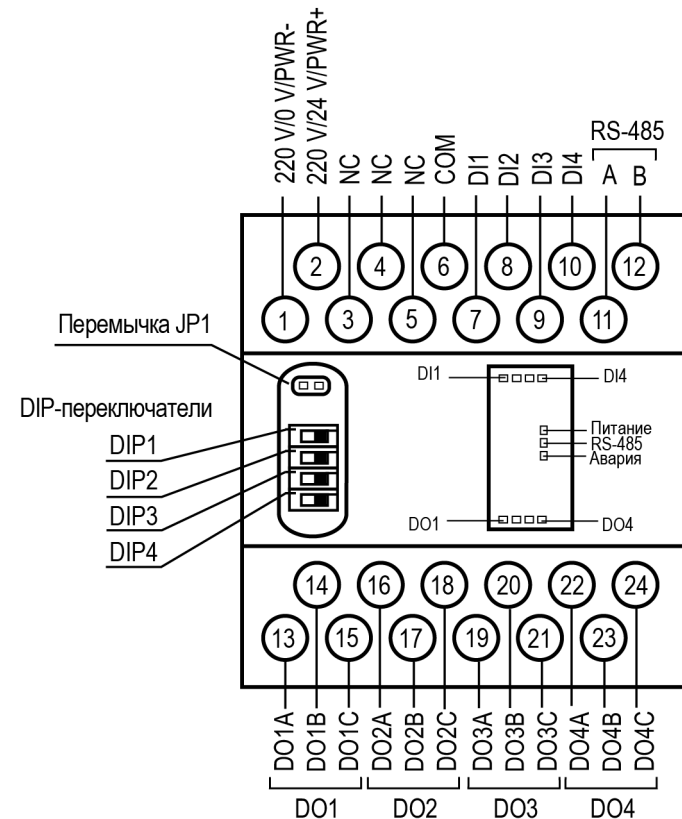 220 V/0 V/PWR-
220 V/24 V/PWR+
NC
NC
NC
COM
DI1
DI2
DI3
DI4
RS-485
A B
2 4 6 8 10 12
1 3 5 7 9 11
Перемычка JP1
DIP-переключатели
DIP1
DIP2
DIP3
DIP4
DI1 DI4
Питание
RS-485
Авария
DO1 DO4
14 16 18 20 22 24
13 15 17 19 21 23
DO1A
DO1B
DO1C
DO2A
DO2B
DO2C
DO3A
DO3B
DO3C
DO4A
DO4B
DO4C
DO1 DO2 DO3 DO4